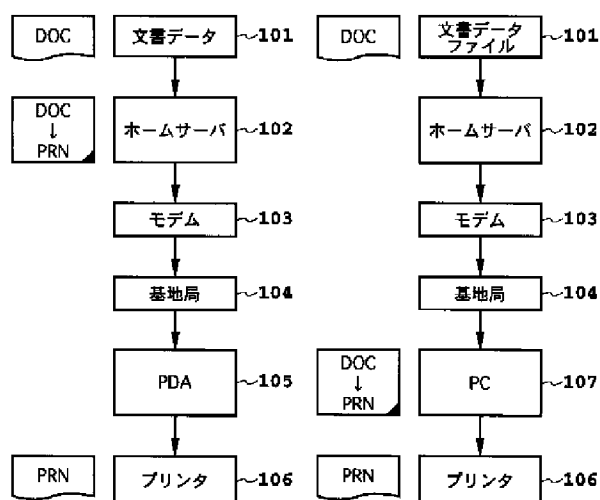 DOC
文書データ
101
DOC
↓
PRN
ホームサーバ
102
モデム
103
基地局
104
PDA
105
PRN
プリンタ
106
DOC
文書データ
ファイル
101
ホームサーバ
102
モデム
103
基地局
104
DOC
↓
PRN
PC
107
PRN
プリンタ
106